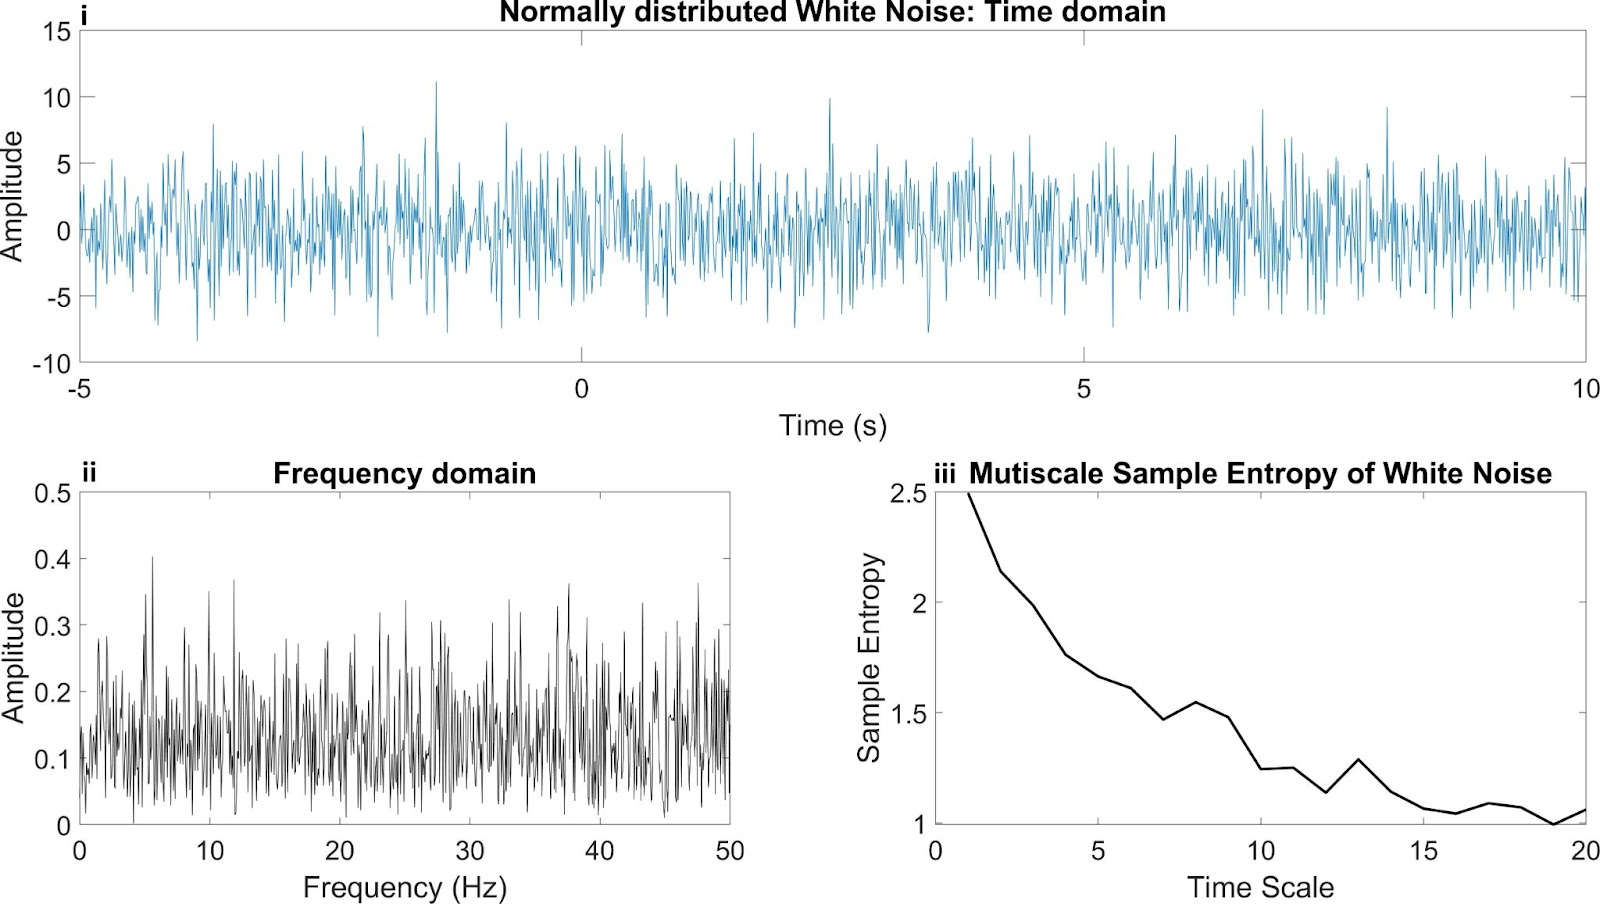 i
Normally distributed White Noise: Time domain
15
10
5
0
-5
-10
Amplitude
-5 0 5 10
Time (s)
ii
Frequency domain
0.5
0.4
0.3
0.2
0.1
0
Amplitude
0 10 20 30 40 50
Frequency (Hz)
iii Mutiscale Sample Entropy of White Noise
2.5
2
1.5
1
Sample Entropy
0 5 10 15 20
Time Scale